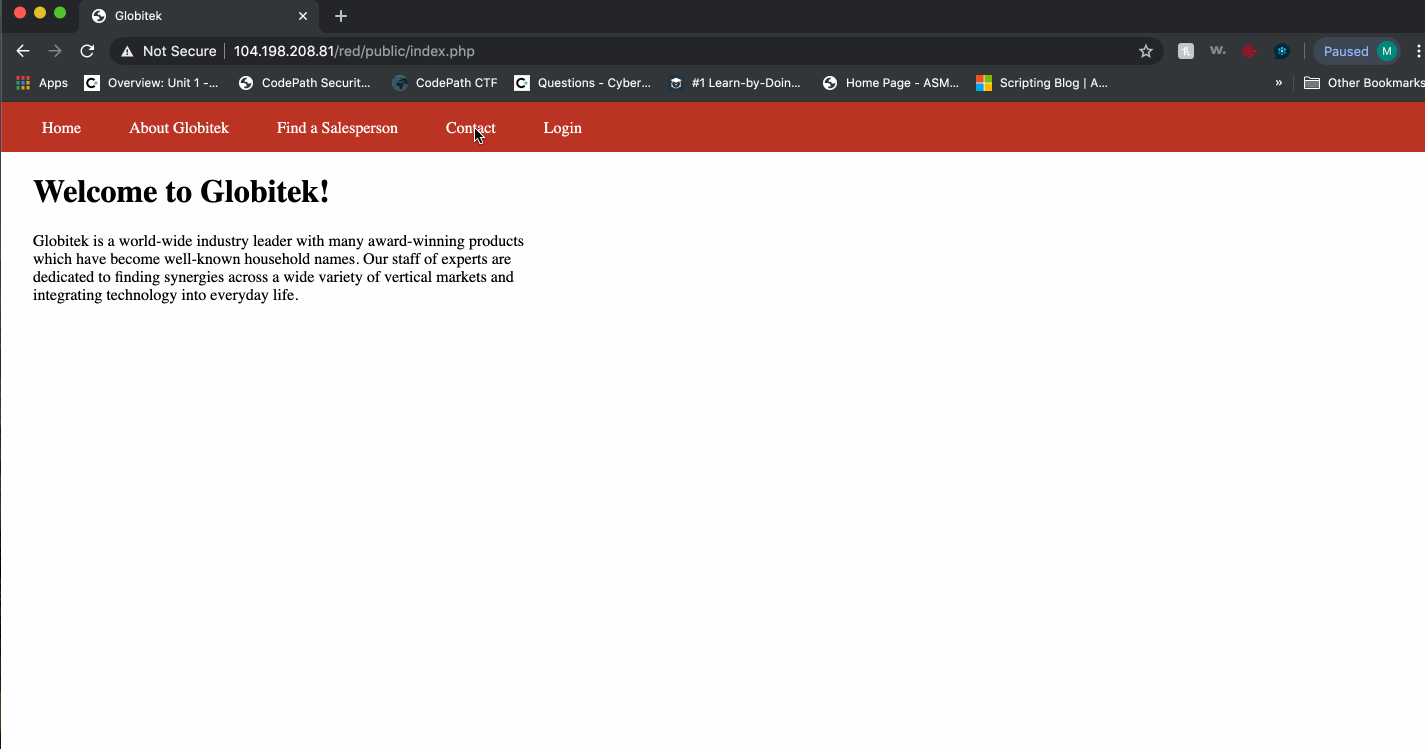 Globitek
Not Secure 104.198.208.81/red/public/index.php Paused M
Apps Overview: Unit 1 -... CodePath Securit... CodePath CTF Questions - Cyber... #1 Learn-by-Doin... Home Page - ASM... Scripting Blog | A... » Other Bookmarks
Home About Globitek Find a Salesperson Contact Login
Welcome to Globitek!
Globitek is a world-wide industry leader with many award-winning products
which have become well-known household names. Our staff of experts are
dedicated to finding synergies across a wide variety of vertical markets and
integrating technology into everyday life.